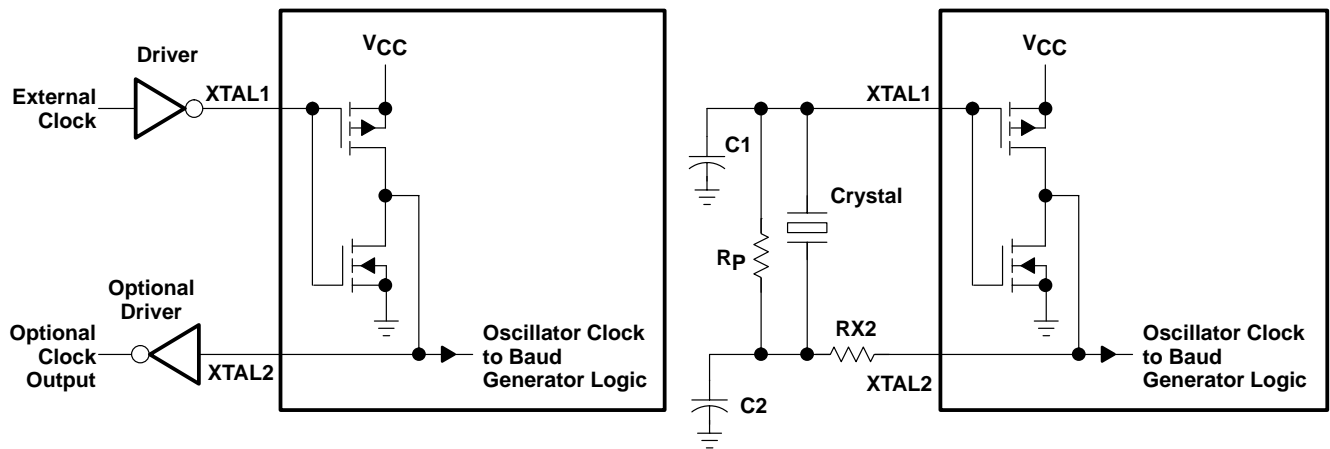 Driver
VCC
External
Clock
XTAL1
Optional
Driver
Optional
Clock
Output
XTAL2
Oscillator Clock
to Baud
Generator Logic
VCC
XTAL1
C1
Crystal
RP
RX2
XTAL2
C2
Oscillator Clock
to Baud
Generator Logic